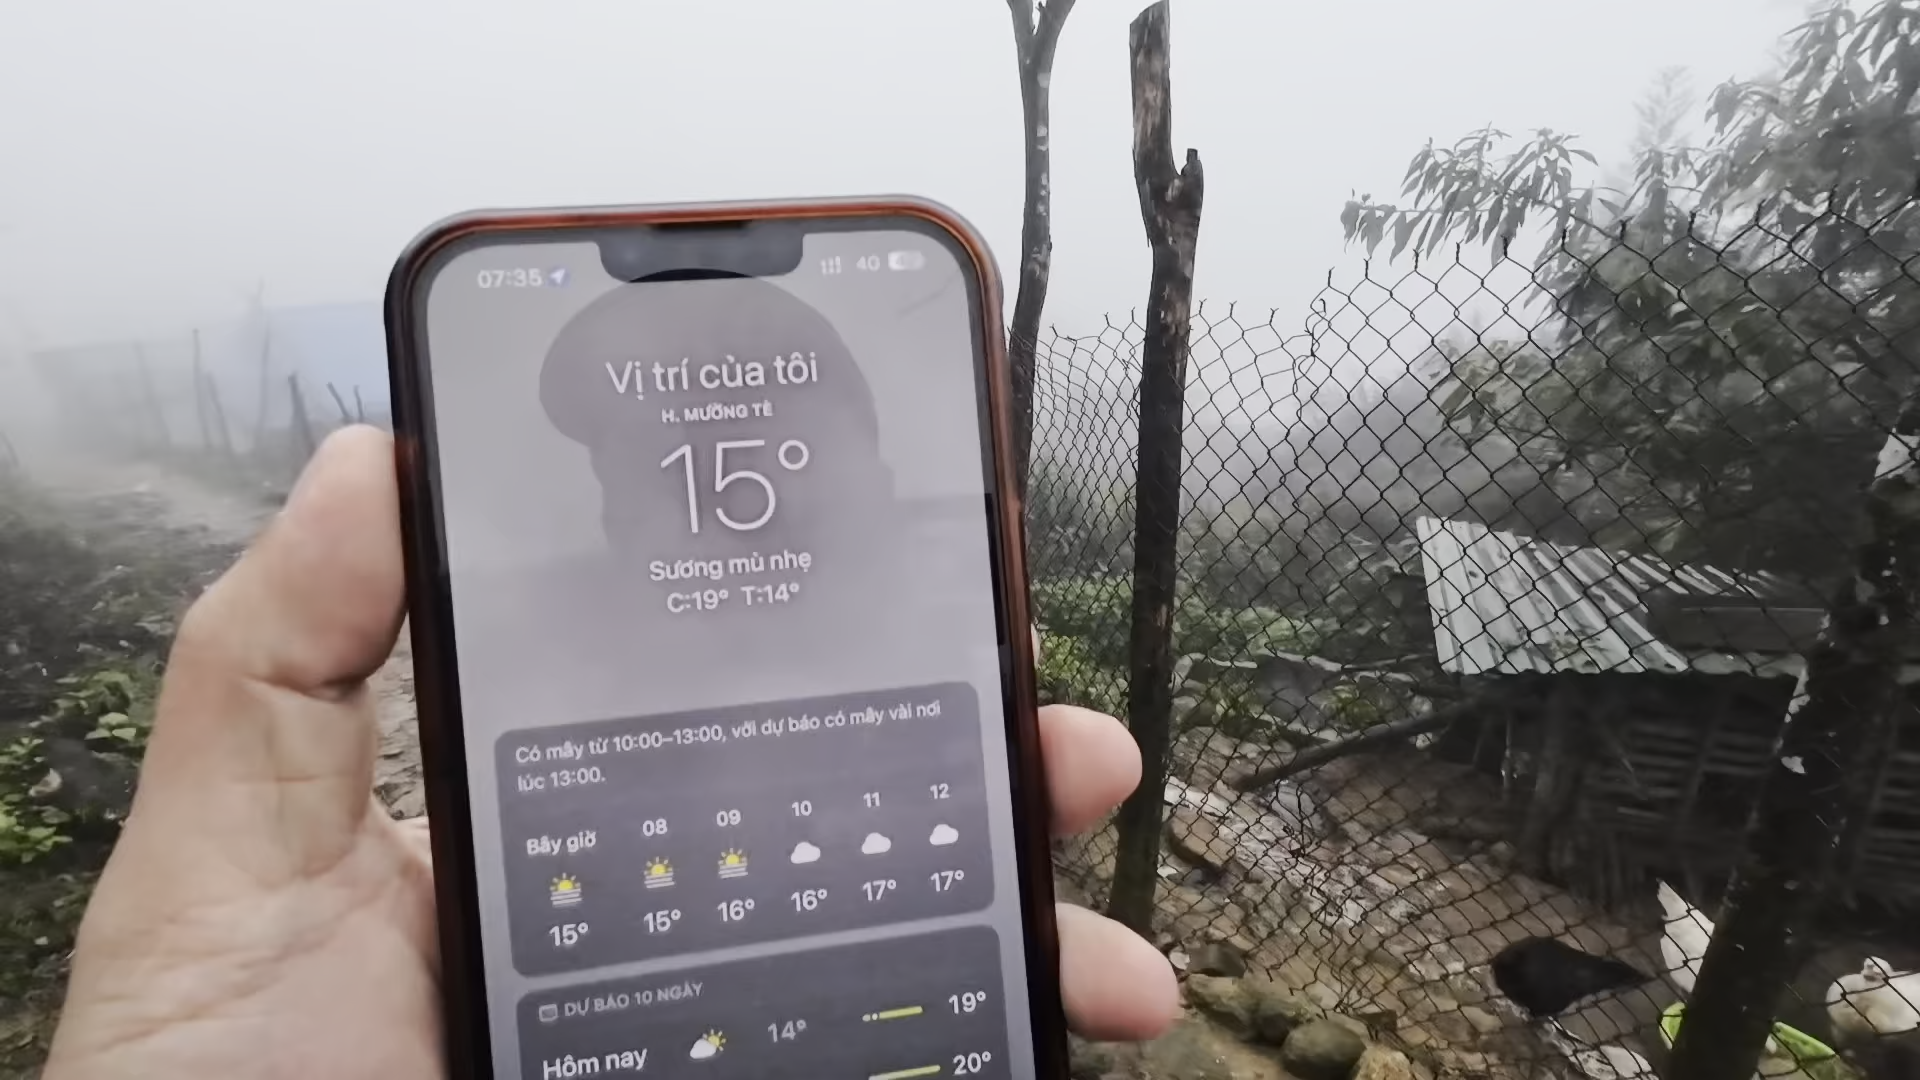 07:35
40
Vị trí của tôi
H. MƯỜNG TÈ
15°
Sương mù nhẹ
C:19° T:14°
Có mây từ 10:00–13:00, với dự báo có mây vài nơi
lúc 13:00.
Bây giờ 08 09 10 11 12
15° 15° 16° 16° 17° 17°
DỰ BÁO 10 NGÀY
Hôm nay 14° 19°
20°